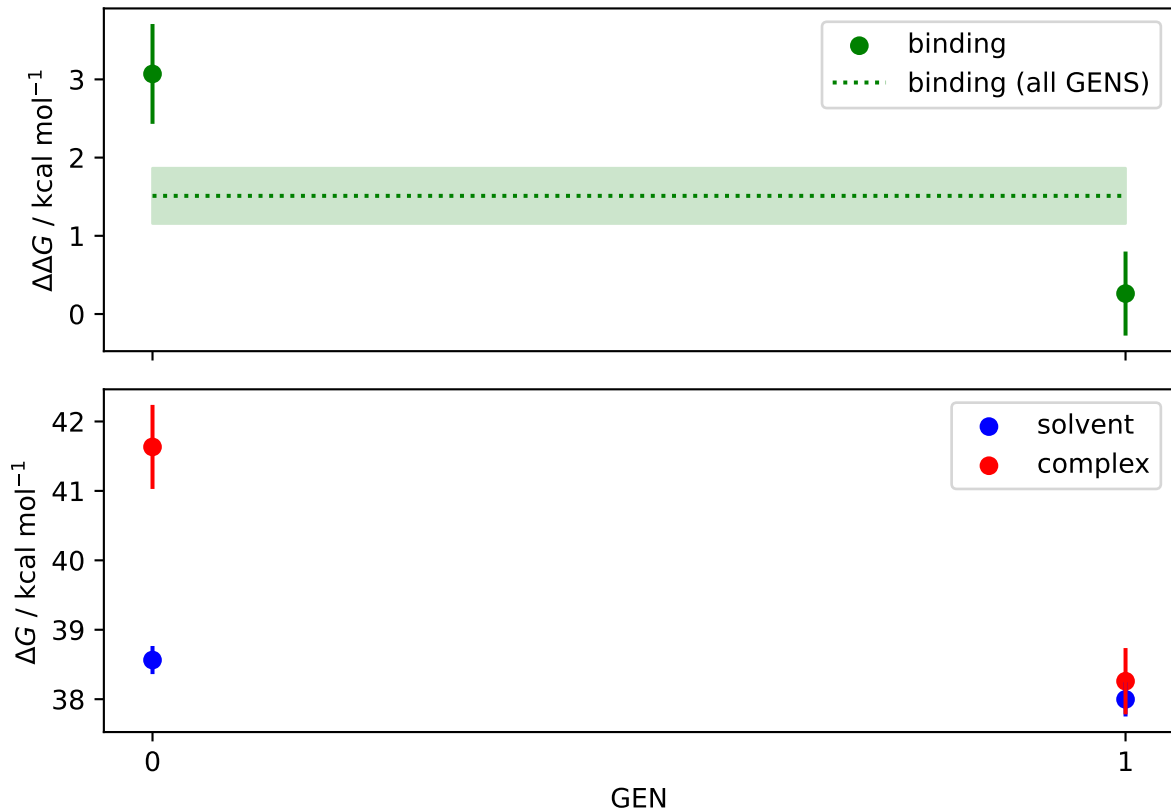 binding
binding (all GENS)
3
2
1
0
ΔΔG / kcal mol⁻¹
solvent
complex
42
41
40
39
38
ΔG / kcal mol⁻¹
0 1
GEN